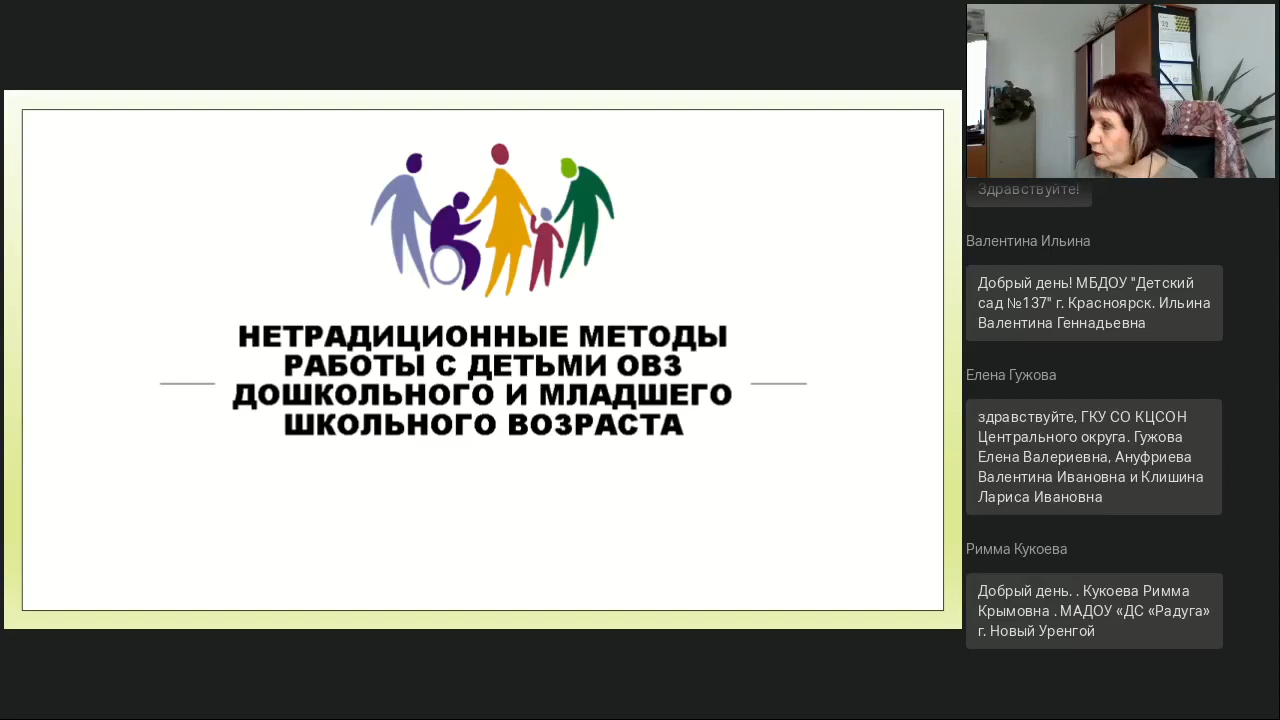 НЕТРАДИЦИОННЫЕ МЕТОДЫ
РАБОТЫ С ДЕТЬМИ ОВЗ
ДОШКОЛЬНОГО И МЛАДШЕГО
ШКОЛЬНОГО ВОЗРАСТА
Здравствуйте!
Валентина Ильина
Добрый день! МБДОУ "Детский
сад №137" г. Красноярск. Ильина
Валентина Геннадьевна
Елена Гужова
здравствуйте, ГКУ СО КЦСОН
Центрального округа. Гужова
Елена Валериевна, Ануфриева
Валентина Ивановна и Клишина
Лариса Ивановна
Римма Кукоева
Добрый день. . Кукоева Римма
Крымовна . МАДОУ «ДС «Радуга»
г. Новый Уренгой